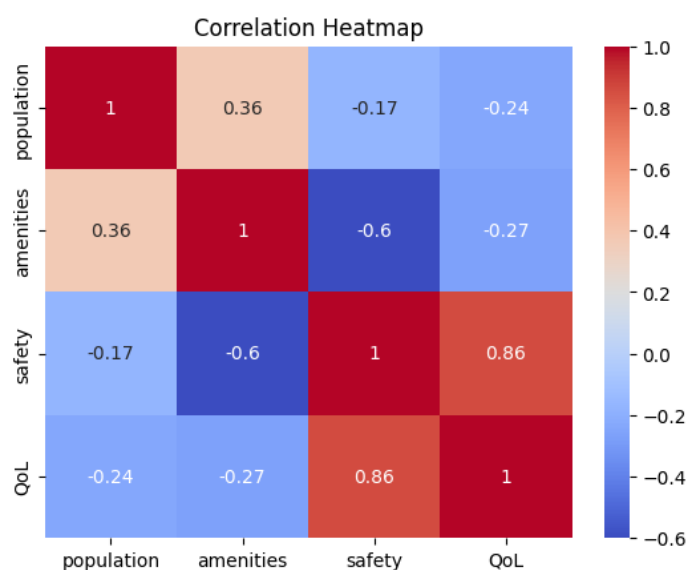 Correlation Heatmap
population 1 0.36 -0.17 -0.24
amenities 0.36 1 -0.6 -0.27
safety -0.17 -0.6 1 0.86
QoL -0.24 -0.27 0.86 1
population amenities safety QoL
1.0
0.8
0.6
0.4
0.2
0.0
−0.2
−0.4
−0.6